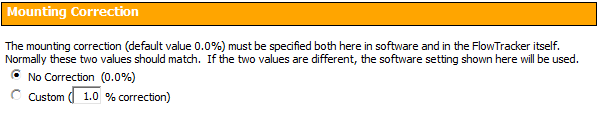 Mounting Correction
The mounting correction (default value 0.0%) must be specified both here in software and in the FlowTracker itself.
Normally these two values should match.  If the two values are different, the software setting shown here will be used.
No Correction  (0.0%)
Custom ( 1.0 % correction)